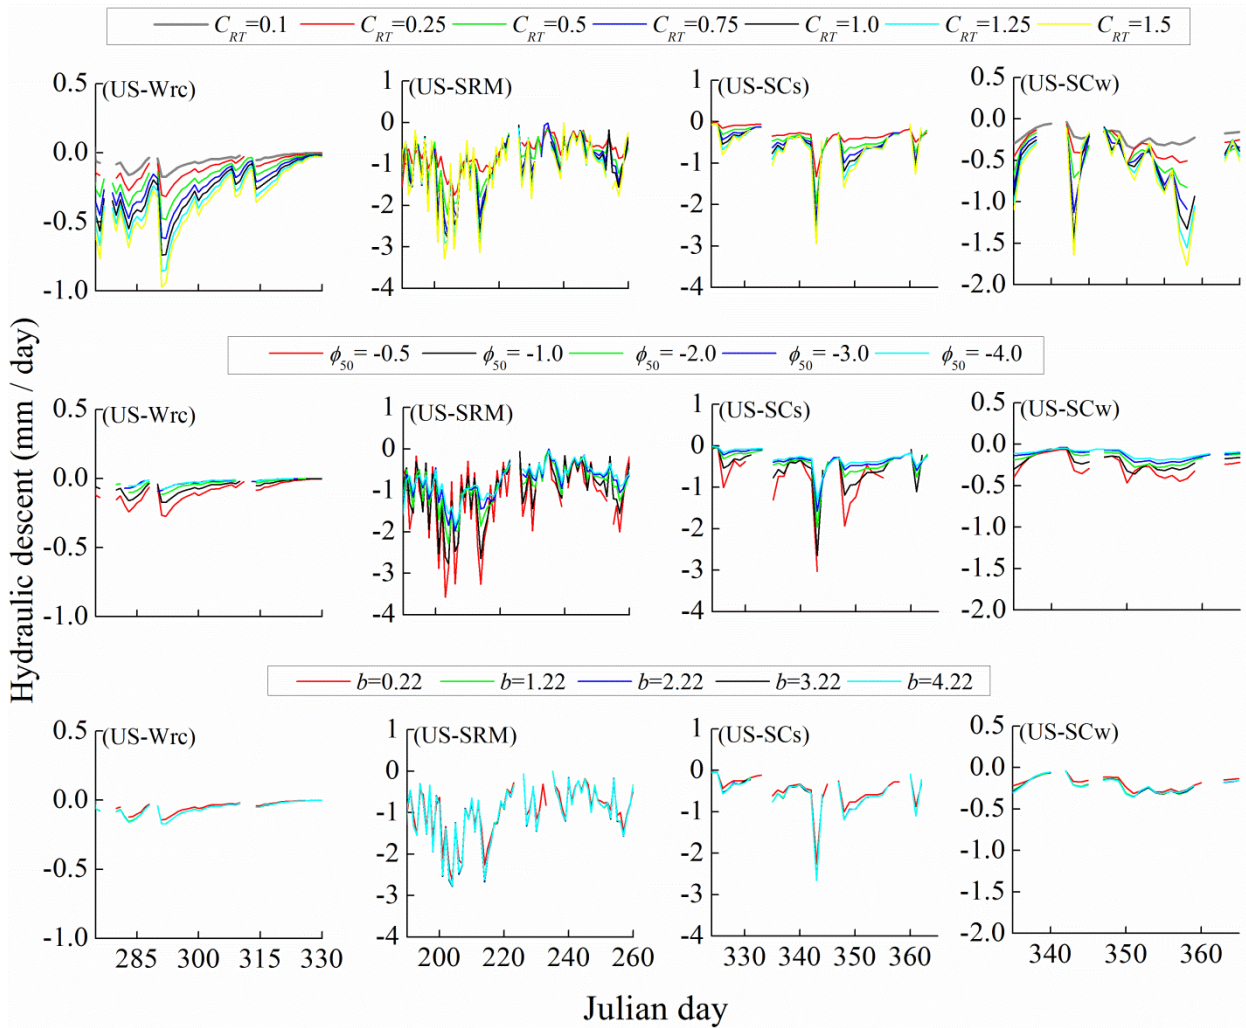 C_RT=0.1 C_RT=0.25 C_RT=0.5 C_RT=0.75 C_RT=1.0 C_RT=1.25 C_RT=1.5
(US-Wrc) (US-SRM) (US-SCs) (US-SCw)
0.5 0.0 -0.5 -1.0
1 0 -1 -2 -3 -4
1 0 -1 -2 -3 -4
0.5 0.0 -0.5 -1.0 -1.5 -2.0
ϕ_50= -0.5 ϕ_50= -1.0 ϕ_50= -2.0 ϕ_50= -3.0 ϕ_50= -4.0
(US-Wrc) (US-SRM) (US-SCs) (US-SCw)
0.5 0.0 -0.5 -1.0
1 0 -1 -2 -3 -4
1 0 -1 -2 -3 -4
0.5 0.0 -0.5 -1.0 -1.5 -2.0
Hydraulic descent (mm / day)
b=0.22 b=1.22 b=2.22 b=3.22 b=4.22
(US-Wrc) (US-SRM) (US-SCs) (US-SCw)
0.5 0.0 -0.5 -1.0
1 0 -1 -2 -3 -4
1 0 -1 -2 -3 -4
0.5 0.0 -0.5 -1.0 -1.5 -2.0
285 300 315 330 200 220 240 260 330 340 350 360 340 350 360
Julian day